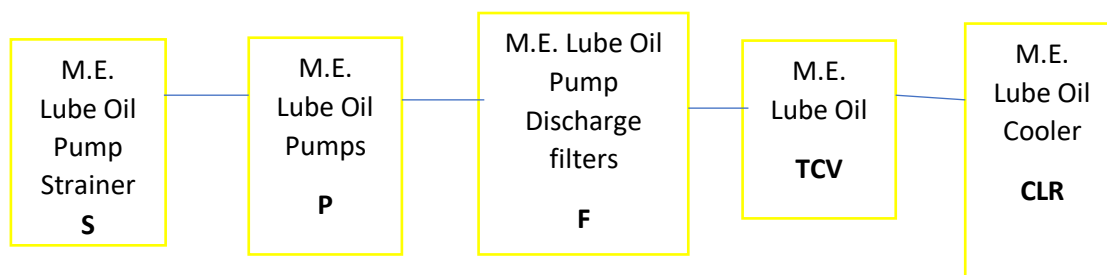 M.E.
Lube Oil
Pump
Strainer
S
M.E.
Lube Oil
Pumps
P
M.E. Lube Oil
Pump
Discharge
filters
F
M.E.
Lube Oil
TCV
M.E.
Lube Oil
Cooler
CLR